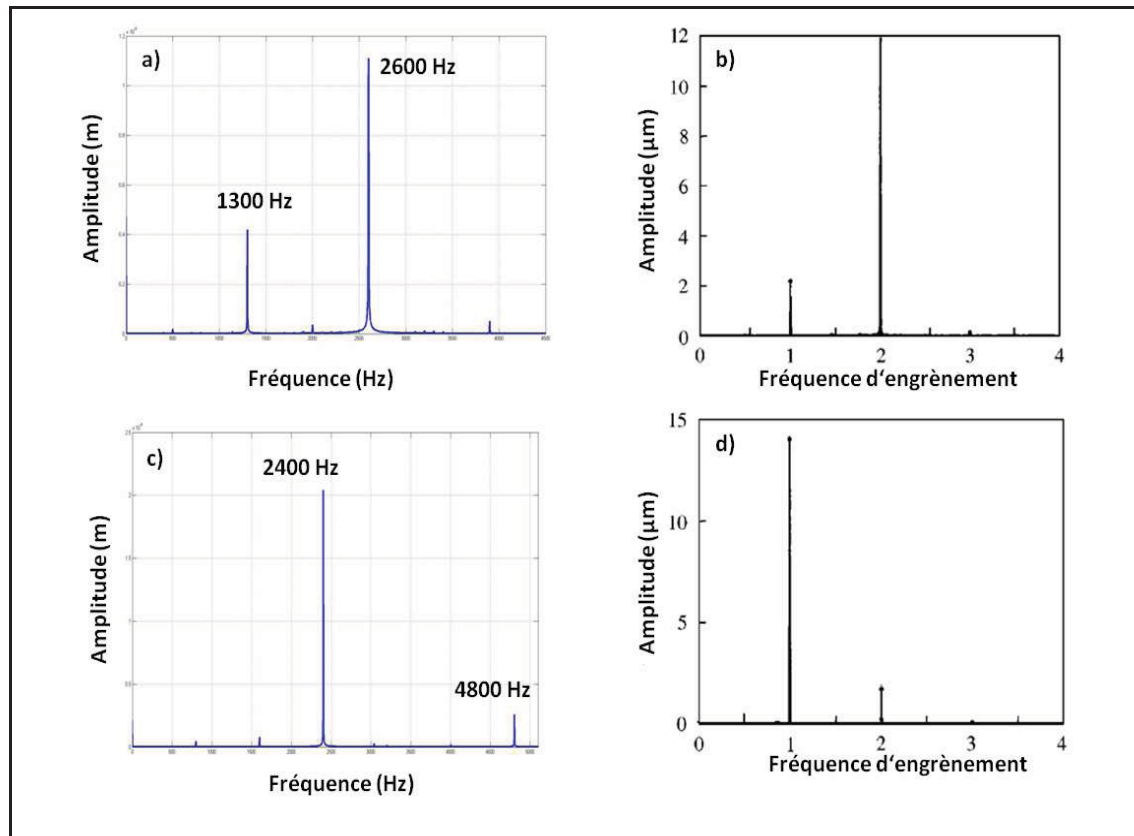 a)
2600 Hz
1300 Hz
Amplitude (m)
Fréquence (Hz)
b)
12
10
8
6
4
2
0
0 1 2 3 4
Amplitude (µm)
Fréquence d'engrènement
c)
2400 Hz
4800 Hz
Amplitude (m)
Fréquence (Hz)
d)
15
10
5
0
0 1 2 3 4
Amplitude (µm)
Fréquence d'engrènement